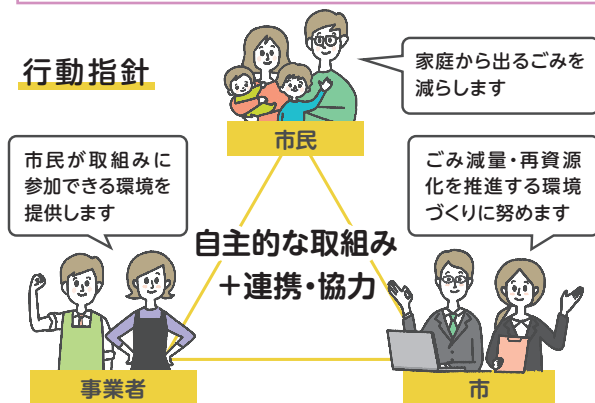 行動指針
家庭から出るごみを
減らします
市民
市民が取組みに
参加できる環境を
提供します
ごみ減量・再資源
化を推進する環境
づくりに努めます
自主的な取組み
+連携・協力
事業者
市